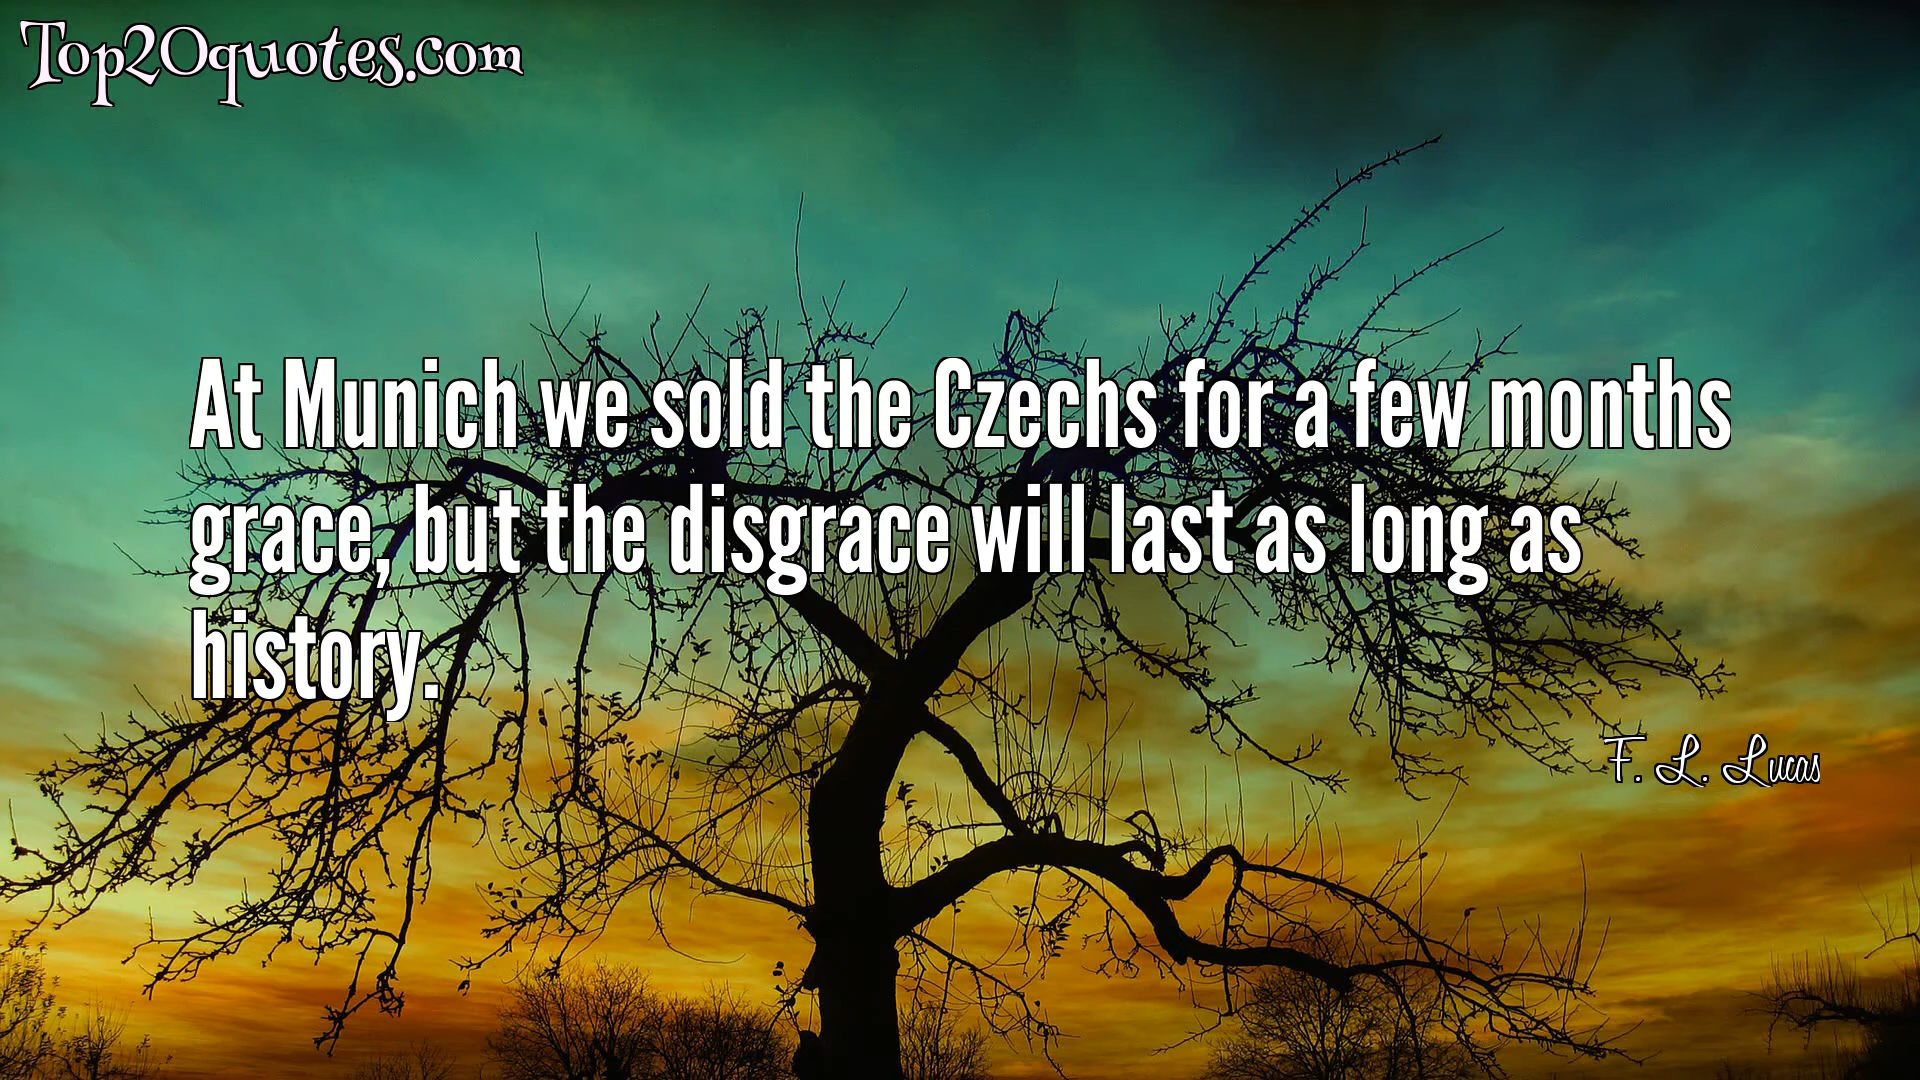 Top20quotes.com
At Munich we sold the Czechs for a few months
grace, but the disgrace will last as long as
history.
F. L. Lucas